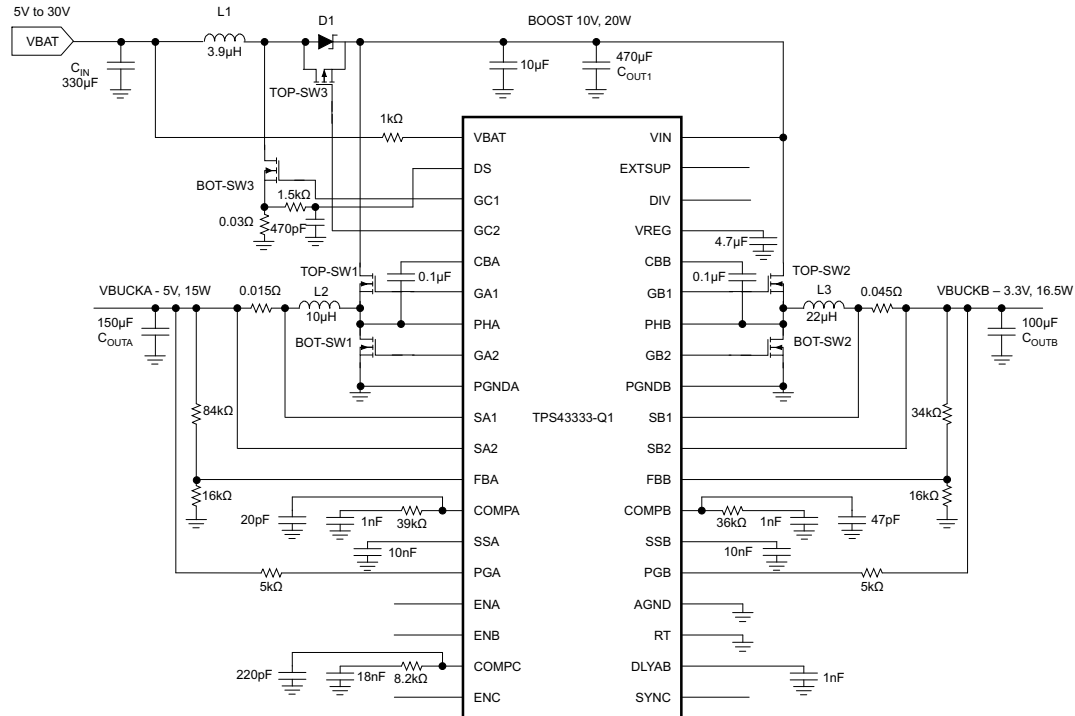 5V to 30V
VBAT
L1
3.9µH
D1
BOOST 10V, 20W
C_IN
330µF
TOP-SW3
10µF
470µF
C_OUT1
1kΩ
BOT-SW3
1.5kΩ
0.03Ω
470pF
VBAT
DS
GC1
GC2
CBA
GA1
PHA
GA2
PGNDA
SA1
SA2
FBA
COMPA
SSA
PGA
ENA
ENB
COMPC
ENC
TPS43333-Q1
VIN
EXTSUP
DIV
VREG
CBB
GB1
PHB
GB2
PGNDB
SB1
SB2
FBB
COMPB
SSB
PGB
AGND
RT
DLYAB
SYNC
TOP-SW1
0.1µF
VBUCKA - 5V, 15W
0.015Ω
L2
10µH
150µF
C_OUTA
BOT-SW1
84kΩ
16kΩ
20pF
1nF
39kΩ
10nF
5kΩ
220pF
18nF
8.2kΩ
4.7µF
0.1µF
TOP-SW2
L3
22µH
0.045Ω
VBUCKB – 3.3V, 16.5W
100µF
C_OUTB
BOT-SW2
34kΩ
16kΩ
36kΩ
1nF
47pF
10nF
5kΩ
1nF